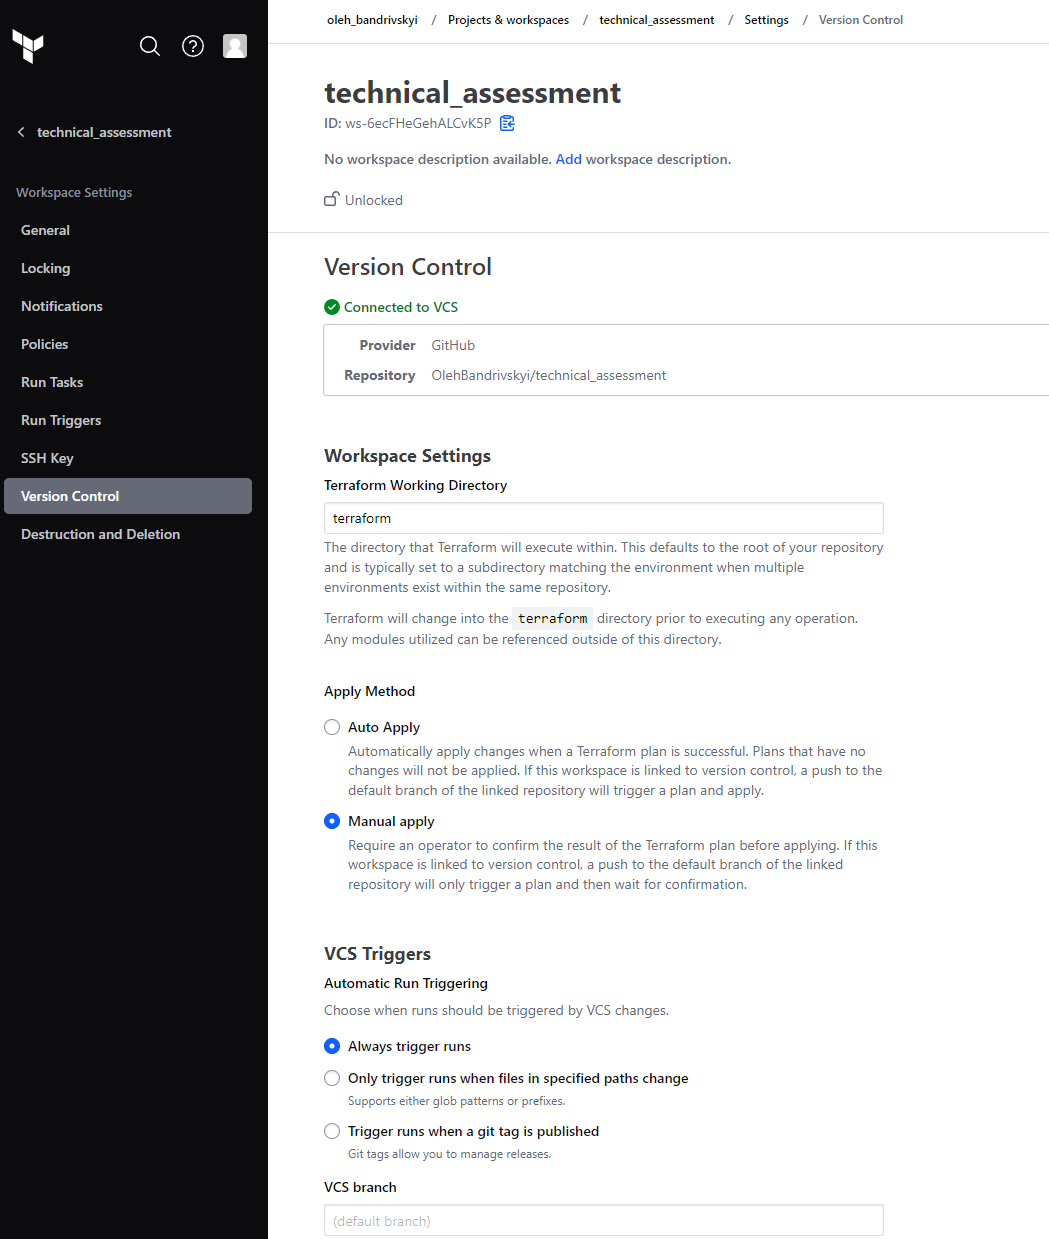 oleh_bandrivskyi / Projects & workspaces / technical_assessment / Settings / Version Control
technical_assessment
Workspace Settings
General
Locking
Notifications
Policies
Run Tasks
Run Triggers
SSH Key
Version Control
Destruction and Deletion
technical_assessment
ID: ws-6ecFHeGehALCvK5P
No workspace description available. Add workspace description.
Unlocked
Version Control
Connected to VCS
Provider GitHub
Repository OlehBandrivskyi/technical_assessment
Workspace Settings
Terraform Working Directory
terraform
The directory that Terraform will execute within. This defaults to the root of your repository
and is typically set to a subdirectory matching the environment when multiple
environments exist within the same repository.
Terraform will change into the terraform directory prior to executing any operation.
Any modules utilized can be referenced outside of this directory.
Apply Method
Auto Apply
Automatically apply changes when a Terraform plan is successful. Plans that have no
changes will not be applied. If this workspace is linked to version control, a push to the
default branch of the linked repository will trigger a plan and apply.
Manual apply
Require an operator to confirm the result of the Terraform plan before applying. If this
workspace is linked to version control, a push to the default branch of the linked
repository will only trigger a plan and then wait for confirmation.
VCS Triggers
Automatic Run Triggering
Choose when runs should be triggered by VCS changes.
Always trigger runs
Only trigger runs when files in specified paths change
Supports either glob patterns or prefixes.
Trigger runs when a git tag is published
Git tags allow you to manage releases.
VCS branch
(default branch)